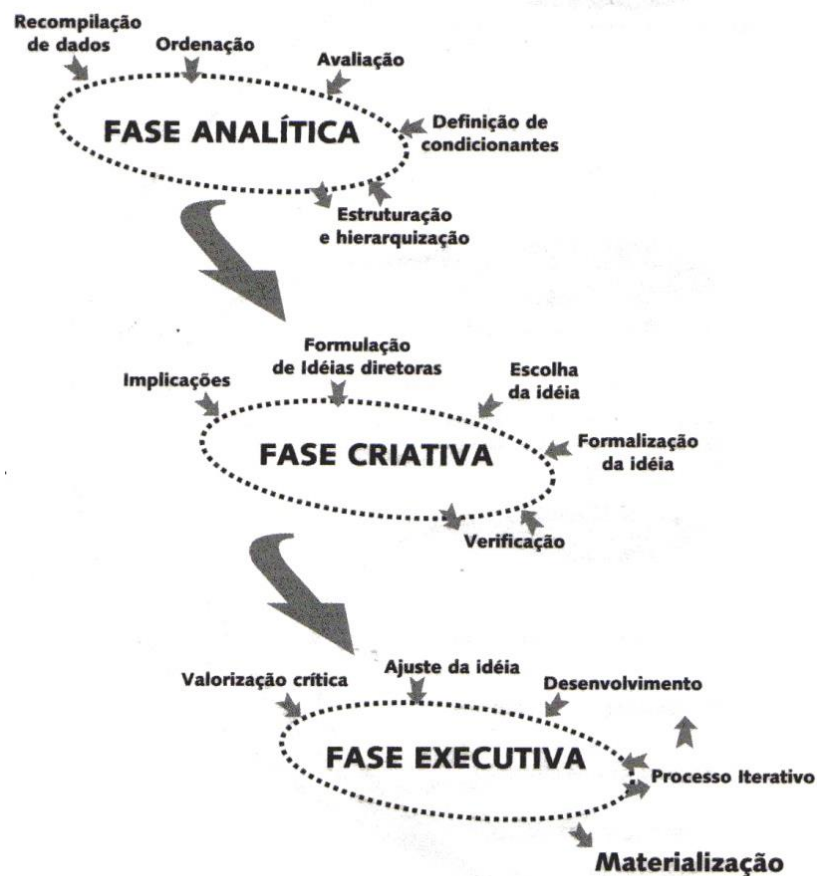 Recompilação
de dados
Ordenação
Avaliação
FASE ANALÍTICA
Definição de
condicionantes
Estruturação
e hierarquização
Formulação
de Idéias diretoras
Implicações
Escolha
da idéia
FASE CRIATIVA
Formalização
da idéia
Verificação
Valorização crítica
Ajuste da idéia
Desenvolvimento
FASE EXECUTIVA
Processo Iterativo
Materialização